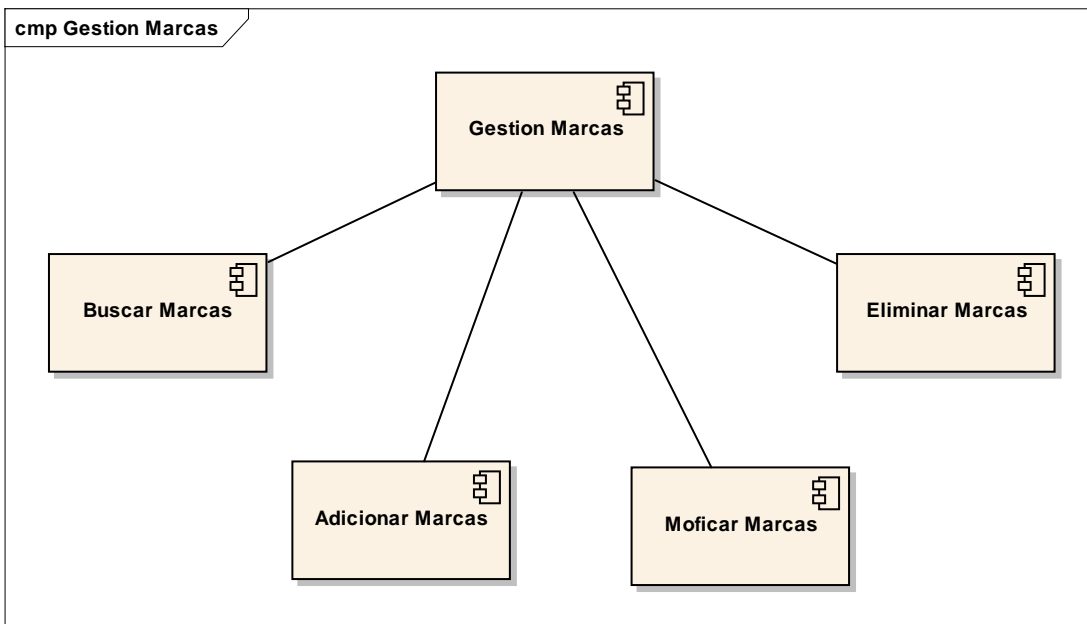 cmp Gestion Marcas
Gestion Marcas
Buscar Marcas
Eliminar Marcas
Adicionar Marcas
Moficar Marcas